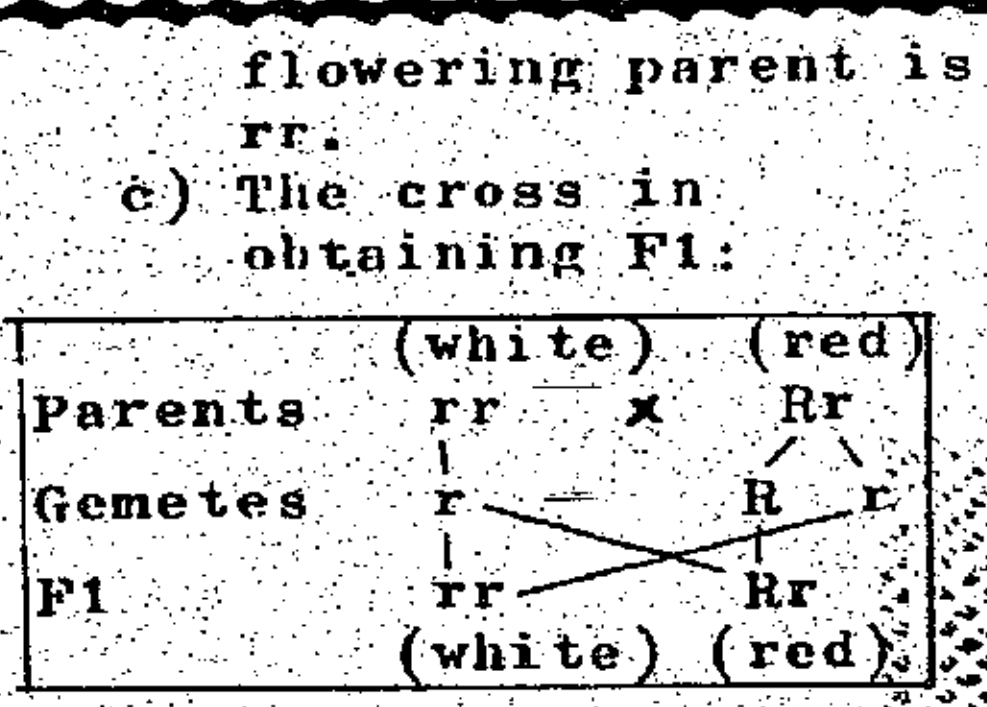 flowering parent is
rr.
c) The cross in
obtaining F1:
(white) (red)
Parents rr x Rr
Gemetes r R r
F1 rr Rr
(white) (red)